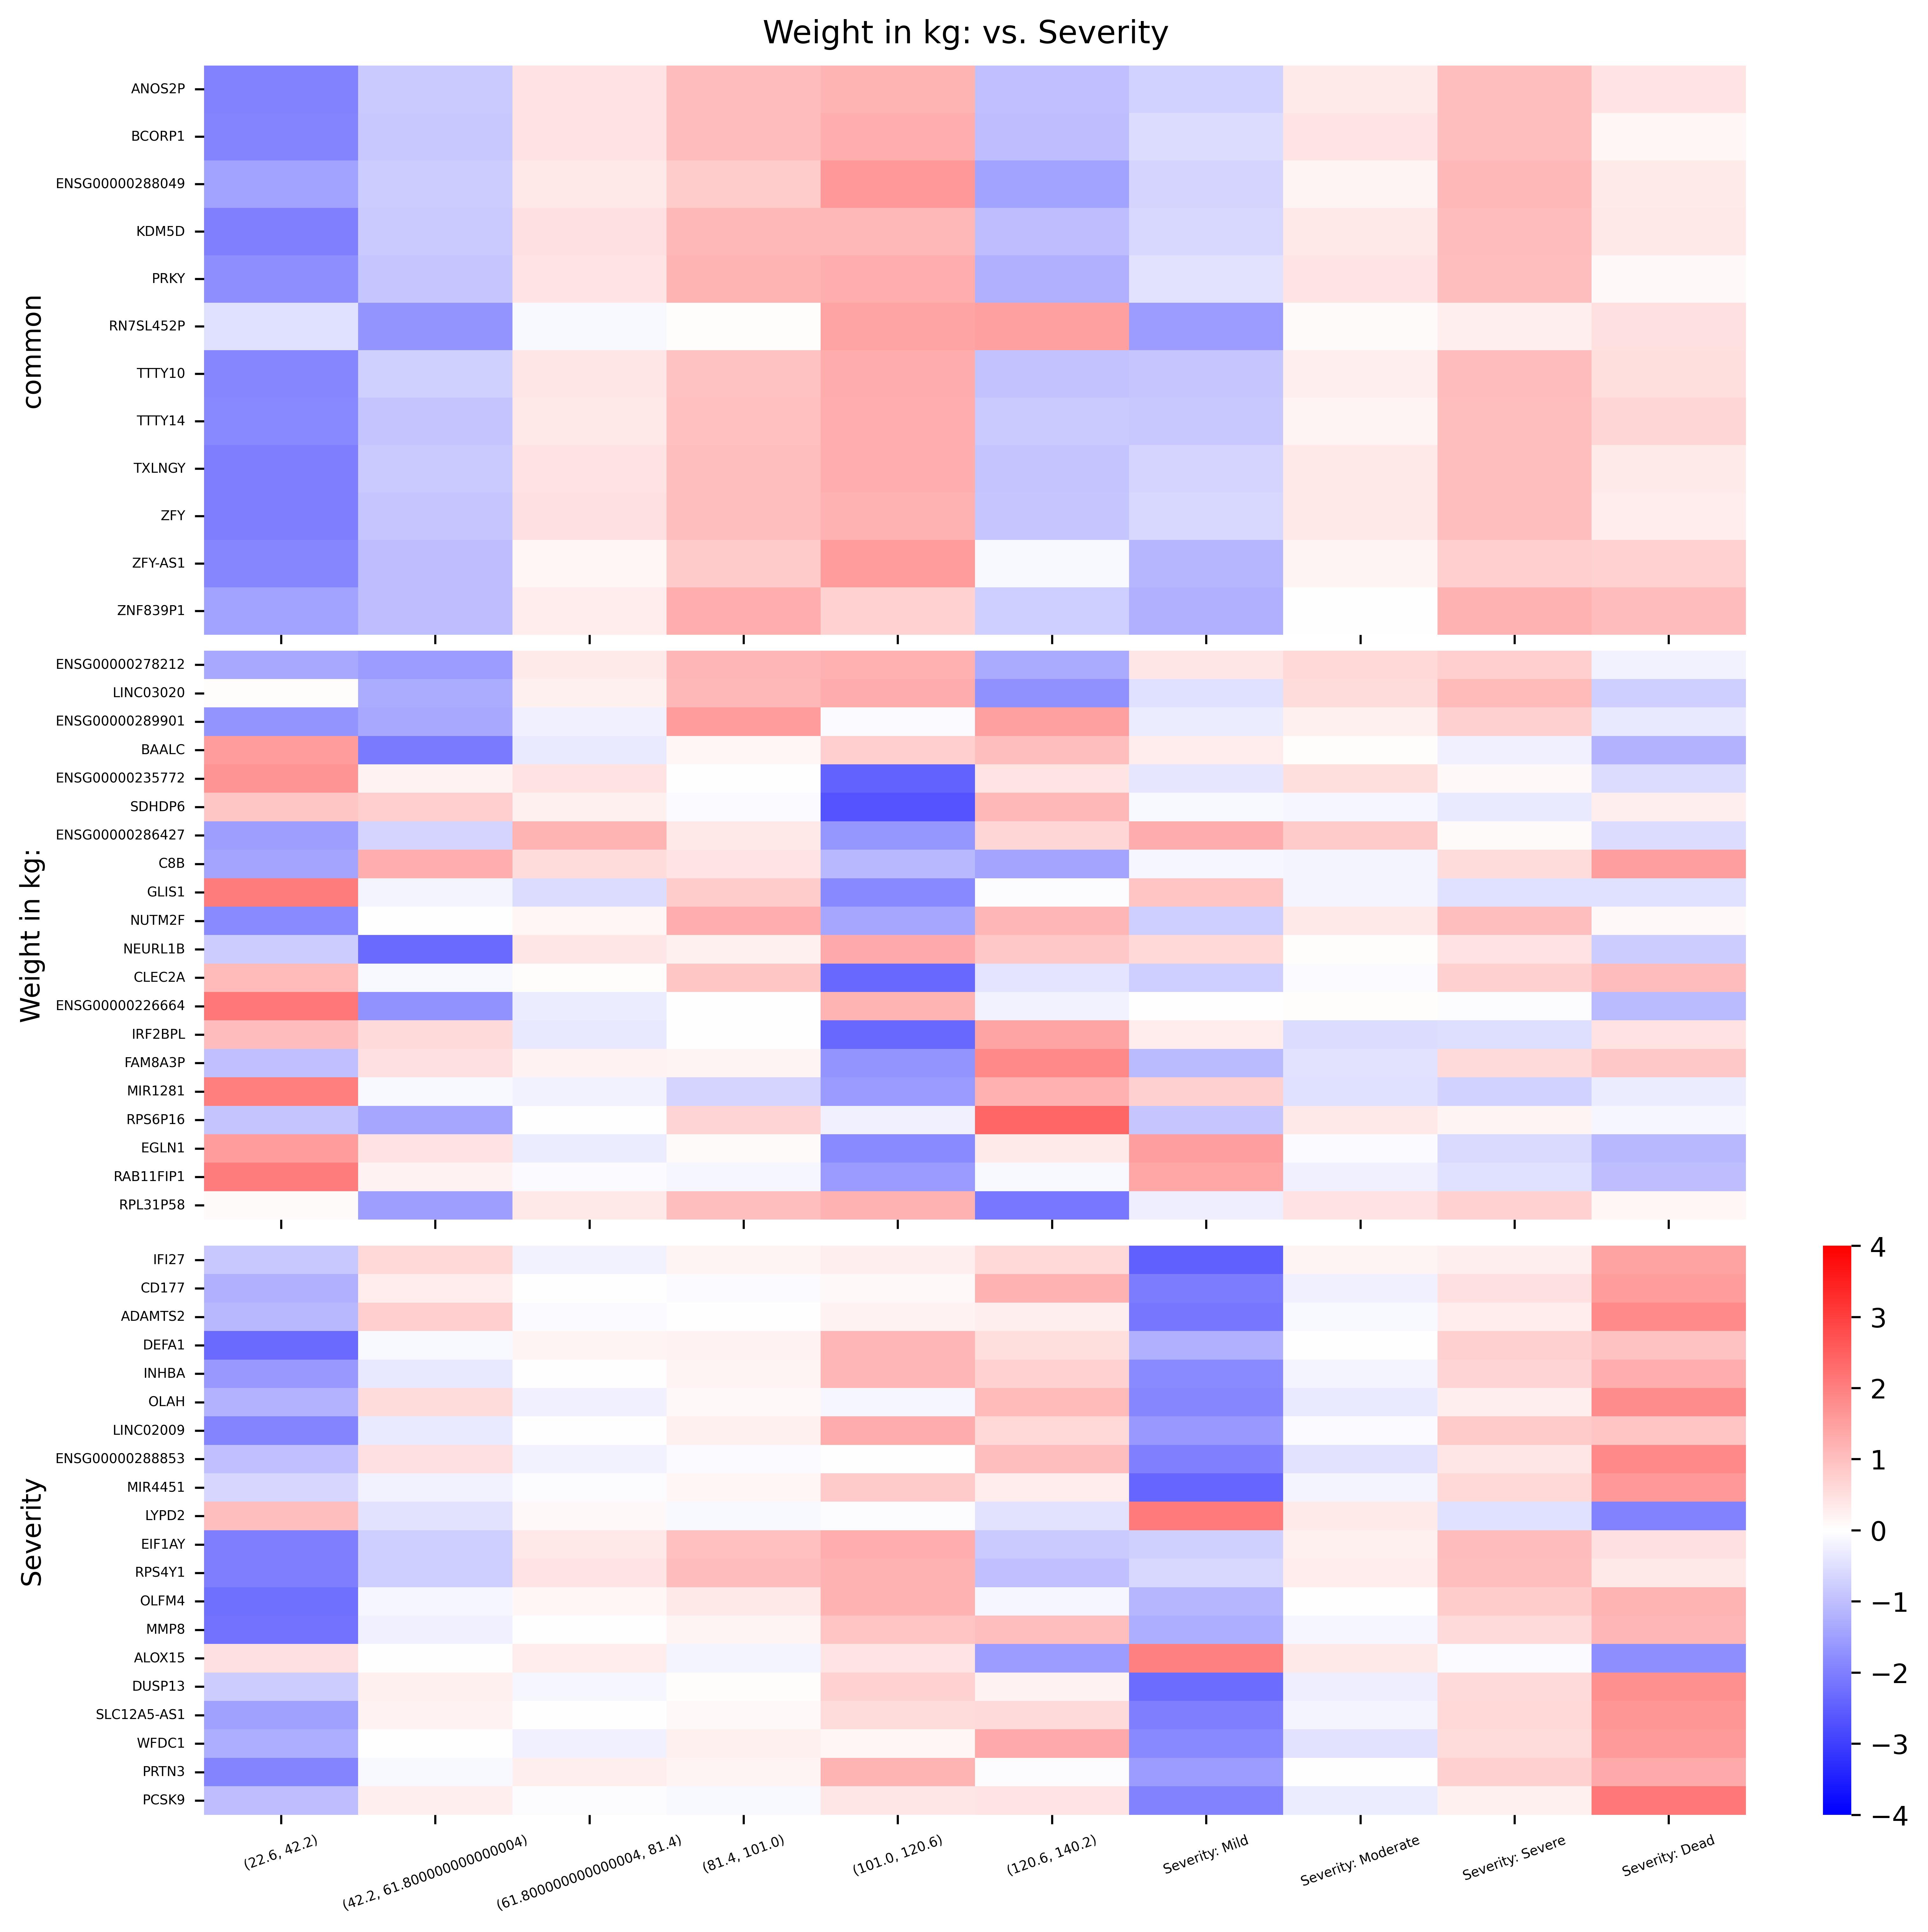 Weight in kg: vs. Severity
common
ANOS2P
BCORP1
ENSG00000288049
KDM5D
PRKY
RN7SL452P
TTTY10
TTTY14
TXLNGY
ZFY
ZFY-AS1
ZNF839P1
Weight in kg:
ENSG00000278212
LINC03020
ENSG00000289901
BAALC
ENSG00000235772
SDHDP6
ENSG00000286427
C8B
GLIS1
NUTM2F
NEURL1B
CLEC2A
ENSG00000226664
IRF2BPL
FAM8A3P
MIR1281
RPS6P16
EGLN1
RAB11FIP1
RPL31P58
Severity
IFI27
CD177
ADAMTS2
DEFA1
INHBA
OLAH
LINC02009
ENSG00000288853
MIR4451
LYPD2
EIF1AY
RPS4Y1
OLFM4
MMP8
ALOX15
DUSP13
SLC12A5-AS1
WFDC1
PRTN3
PCSK9
(22.6, 42.2)
(42.2, 61.800000000000004)
(61.800000000000004, 81.4)
(81.4, 101.0)
(101.0, 120.6)
(120.6, 140.2)
Severity: Mild
Severity: Moderate
Severity: Severe
Severity: Dead
4
3
2
1
0
−1
−2
−3
−4